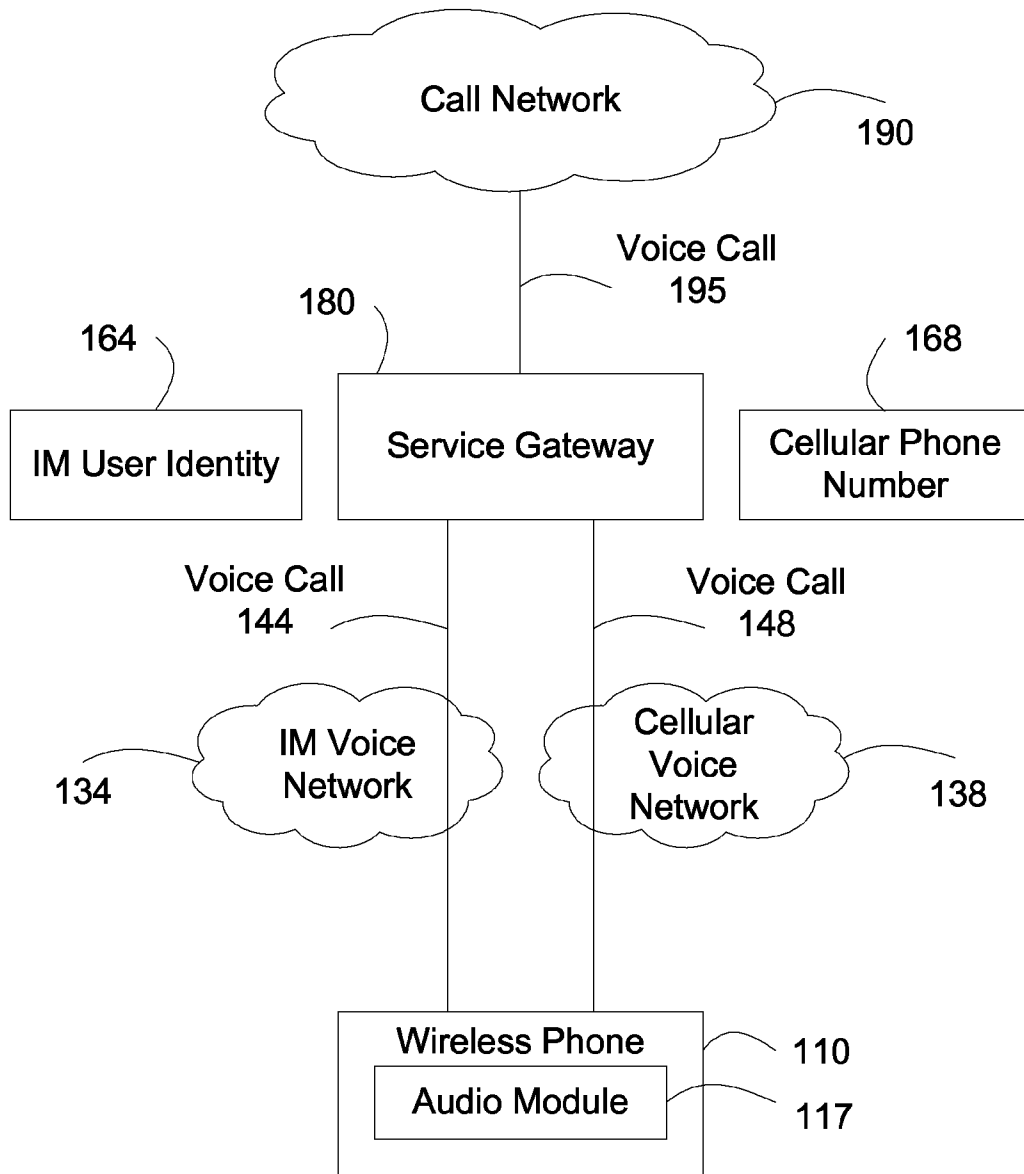 Call Network
190
Voice Call
195
180
164
168
IM User Identity
Service Gateway
Cellular Phone
Number
Voice Call
144
Voice Call
148
IM Voice
Network
134
Cellular
Voice
Network
138
Wireless Phone
110
Audio Module
117